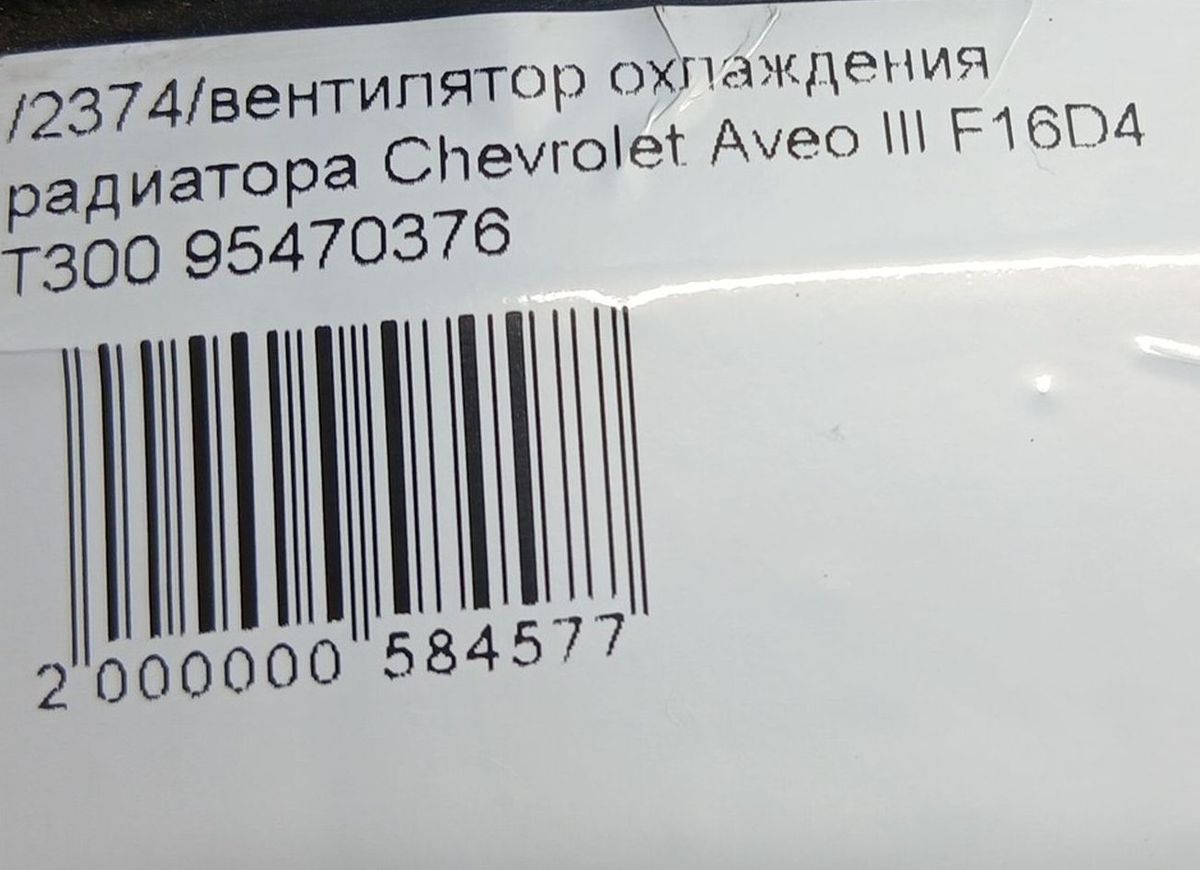 /2374/вентилятор охлаждения
радиатора Chevrolet Aveo III F16D4
T300 95470376
2 000000 584577